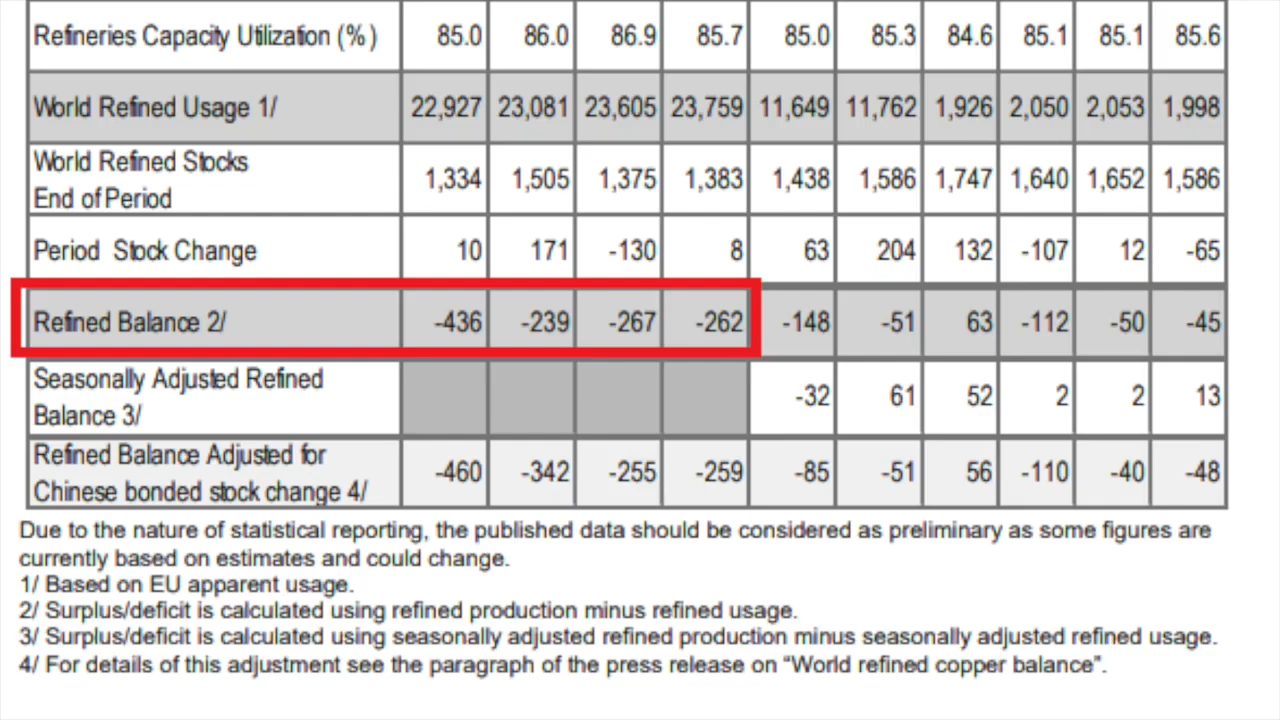 Refineries Capacity Utilization (%) 85.0 86.0 86.9 85.7 85.0 85.3 84.6 85.1 85.1 85.6
World Refined Usage 1/ 22,927 23,081 23,605 23,759 11,649 11,762 1,926 2,050 2,053 1,998
World Refined Stocks
End of Period 1,334 1,505 1,375 1,383 1,438 1,586 1,747 1,640 1,652 1,586
Period Stock Change 10 171 -130 8 63 204 132 -107 12 -65
Refined Balance 2/ -436 -239 -267 -262 -148 -51 63 -112 -50 -45
Seasonally Adjusted Refined
Balance 3/ -32 61 52 2 2 13
Refined Balance Adjusted for
Chinese bonded stock change 4/ -460 -342 -255 -259 -85 -51 56 -110 -40 -48
Due to the nature of statistical reporting, the published data should be considered as preliminary as some figures are
currently based on estimates and could change.
1/ Based on EU apparent usage.
2/ Surplus/deficit is calculated using refined production minus refined usage.
3/ Surplus/deficit is calculated using seasonally adjusted refined production minus seasonally adjusted refined usage.
4/ For details of this adjustment see the paragraph of the press release on “World refined copper balance”.